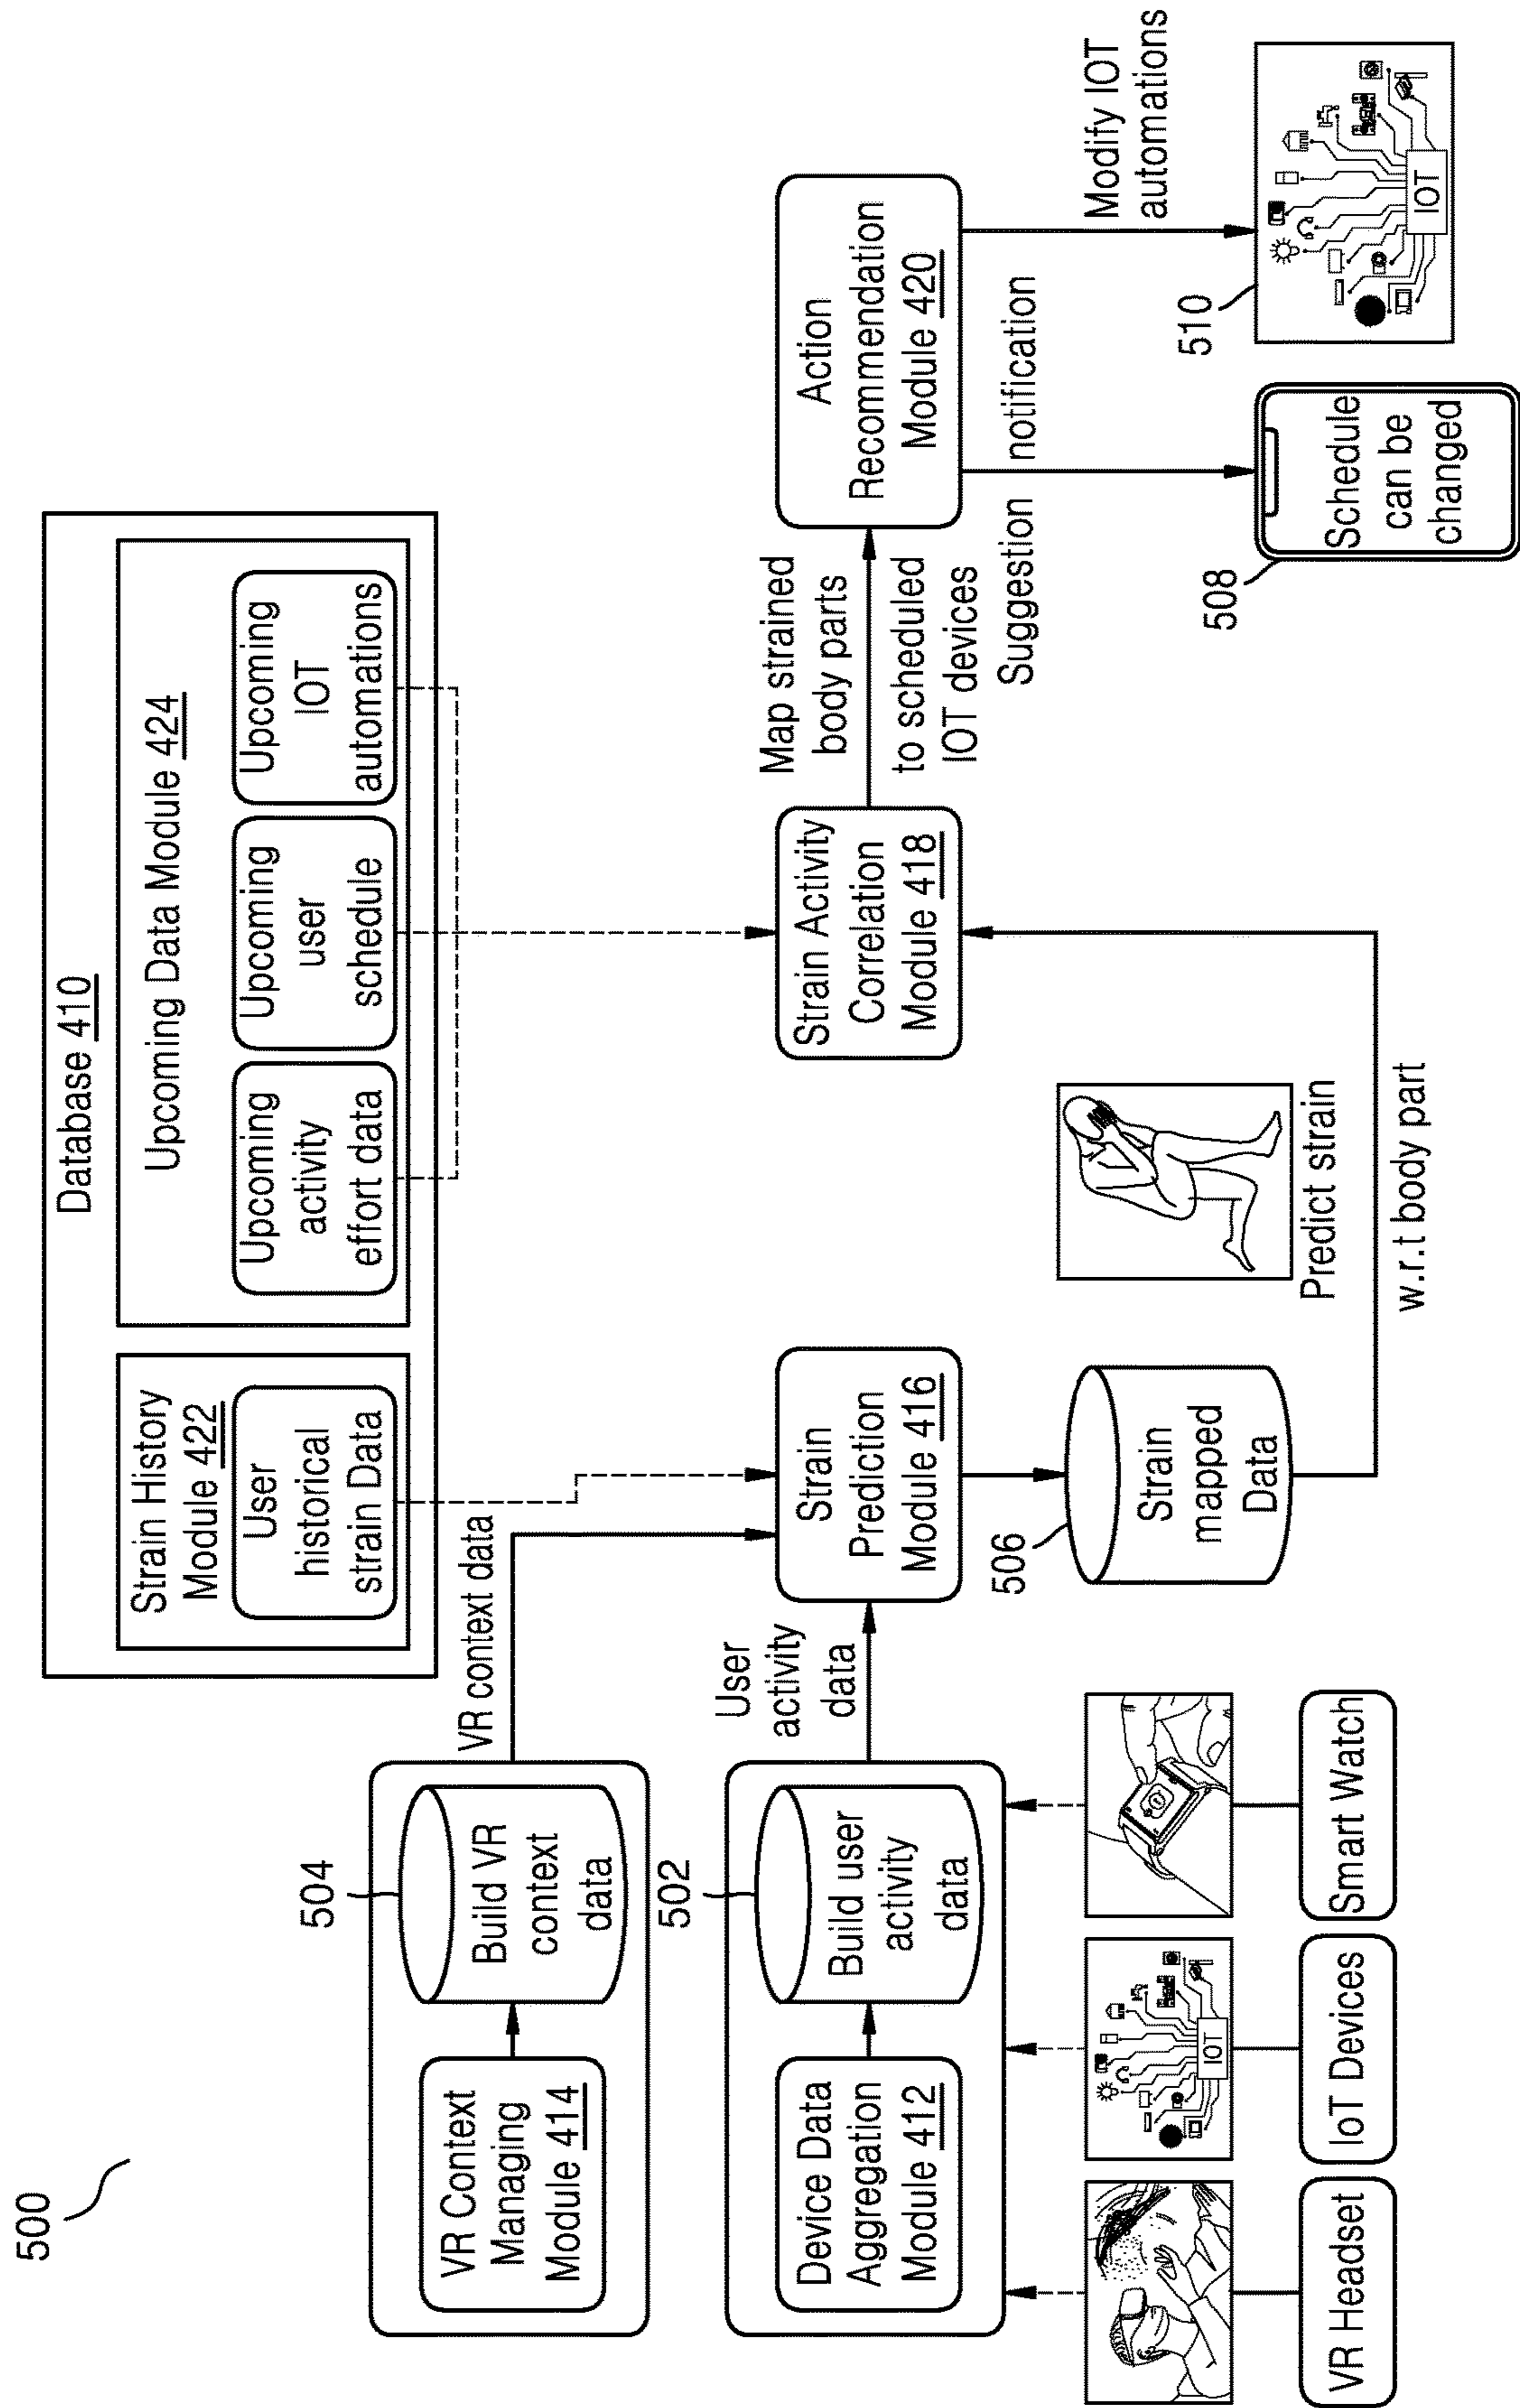 500
Database 410
Strain History
Module 422
User
historical
strain Data
Upcoming Data Module 424
Upcoming
activity
effort data
Upcoming
user
schedule
Upcoming
IOT
automations
504
VR Context
Managing
Module 414
Build VR
context
data
VR context data
502
Device Data
Aggregation
Module 412
Build user
activity
data
User
activity
data
Strain
Prediction
Module 416
506
Strain
mapped
Data
Predict strain
w.r.t body part
Strain Activity
Correlation
Module 418
Map strained
body parts
to scheduled
IOT devices
Action
Recommendation
Module 420
Suggestion notification
Modify IOT
automations
508
Schedule
can be
changed
510
IOT
IOT
VR Headset
IoT Devices
Smart Watch